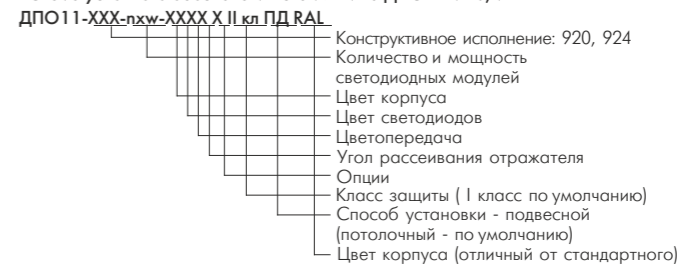 ДПО11-ХХХ-nxw-ХХХХ Х II кл ПД RAL
Конструктивное исполнение: 920, 924
Количество и мощность
светодиодных модулей
Цвет корпуса
Цвет светодиодов
Цветопередача
Угол рассеивания отражателя
Опции
Класс защиты ( I класс по умолчанию)
Способ установки - подвесной
(потолочный - по умолчанию)
Цвет корпуса (отличный от стандартного)